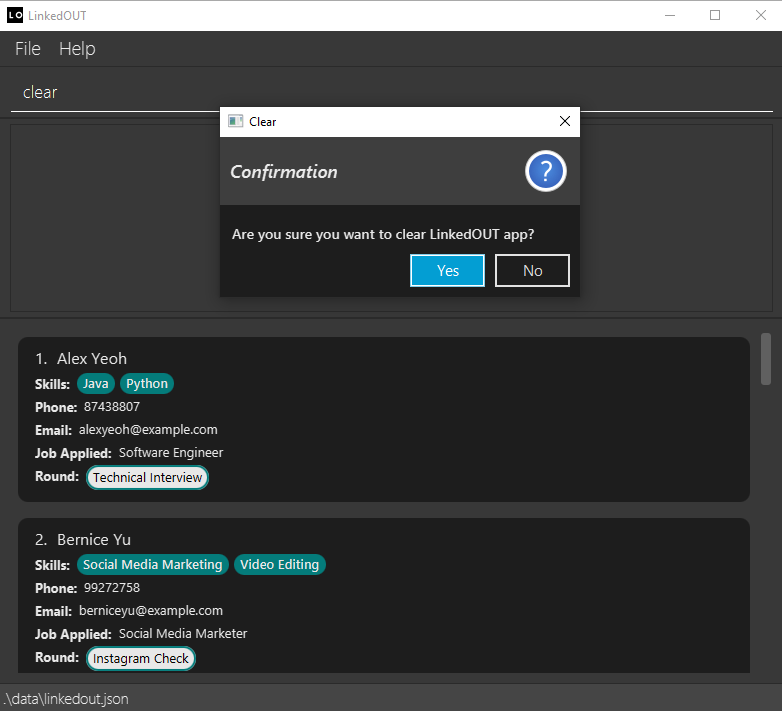 LO LinkedOUT
File Help
clear
Clear
Confirmation
?
Are you sure you want to clear LinkedOUT app?
Yes No
1. Alex Yeoh
Skills: Java Python
Phone: 87438807
Email: alexyeoh@example.com
Job Applied: Software Engineer
Round: Technical Interview
2. Bernice Yu
Skills: Social Media Marketing Video Editing
Phone: 99272758
Email: berniceyu@example.com
Job Applied: Social Media Marketer
Round: Instagram Check
.\data\linkedout.json